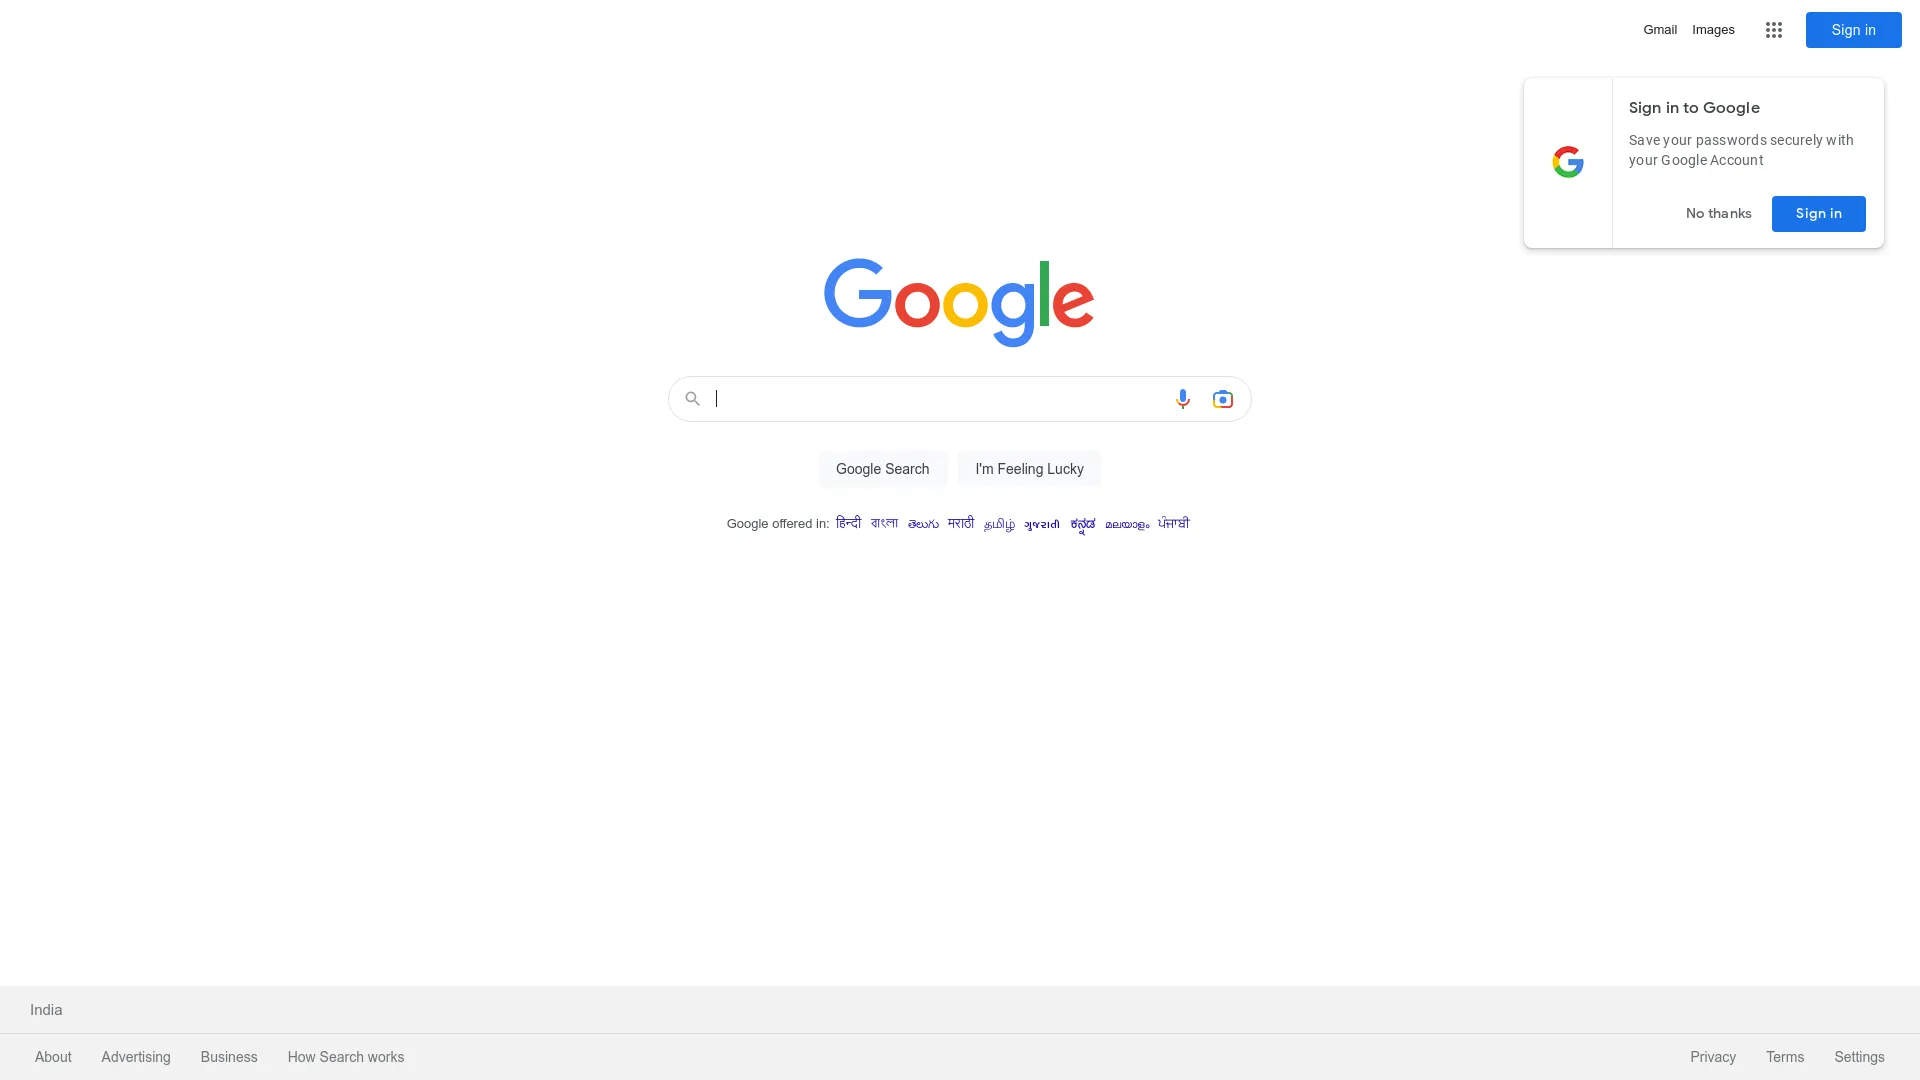 Gmail Images Sign in
Sign in to Google
Save your passwords securely with
your Google Account
No thanks Sign in
Google
Google Search I'm Feeling Lucky
Google offered in: हिन्दी বাংলা తెలుగు मराठी தமிழ் ગુજરાતી ಕನ್ನಡ മലയാളം ਪੰਜਾਬੀ
India
About Advertising Business How Search works Privacy Terms Settings